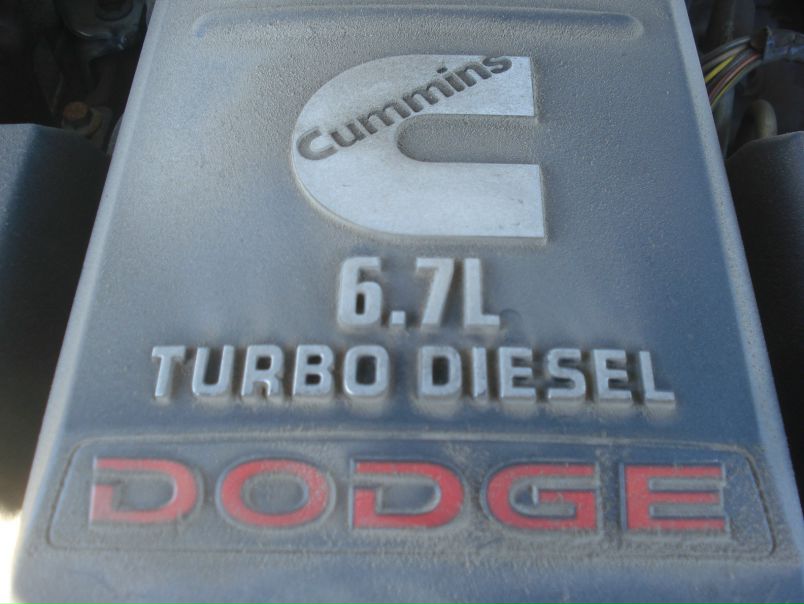 Cummins
6.7L
TURBO DIESEL
DODGE